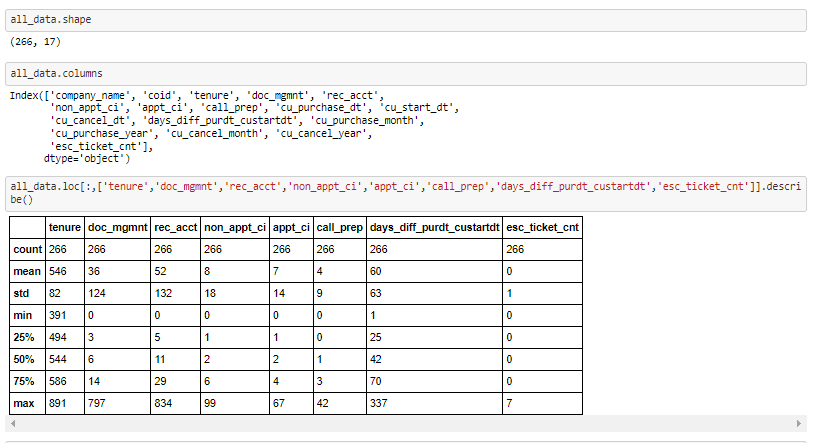 all_data.shape
(266, 17)
all_data.columns
Index(['company_name', 'coid', 'tenure', 'doc_mgmt', 'rec_acct',
'non_appt_ci', 'appt_ci', 'call_prep', 'cu_purchase_dt', 'cu_start_dt',
'cu_cancel_dt', 'days_diff_purdt_custartdt', 'cu_purchase_month',
'cu_purchase_year', 'cu_cancel_month', 'cu_cancel_year',
'esc_ticket_cnt'],
dtype='object')
all_data.loc[:,['tenure','doc_mgmt','rec_acct','non_appt_ci','appt_ci','call_prep','days_diff_purdt_custartdt','esc_ticket_cnt']].descri
be()
tenure doc_mgmnt rec_acct non_appt_ci appt_ci call_prep days_diff_purdt_custartdt esc_ticket_cnt
count 266 266 266 266 266 266 266 266
mean 546 36 52 8 7 4 60 0
std 82 124 132 18 14 9 63 1
min 391 0 0 0 0 0 1 0
25% 494 3 5 1 1 0 25 0
50% 544 6 11 2 2 1 42 0
75% 586 14 29 6 4 3 70 0
max 891 797 834 99 67 42 337 7